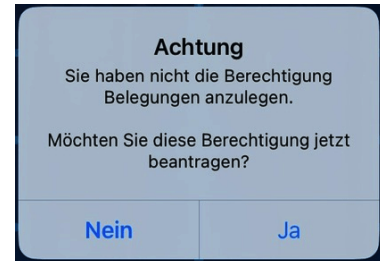 Achtung
Sie haben nicht die Berechtigung
Belegungen anzulegen.
Möchten Sie diese Berechtigung jetzt
beantragen?
Nein
Ja